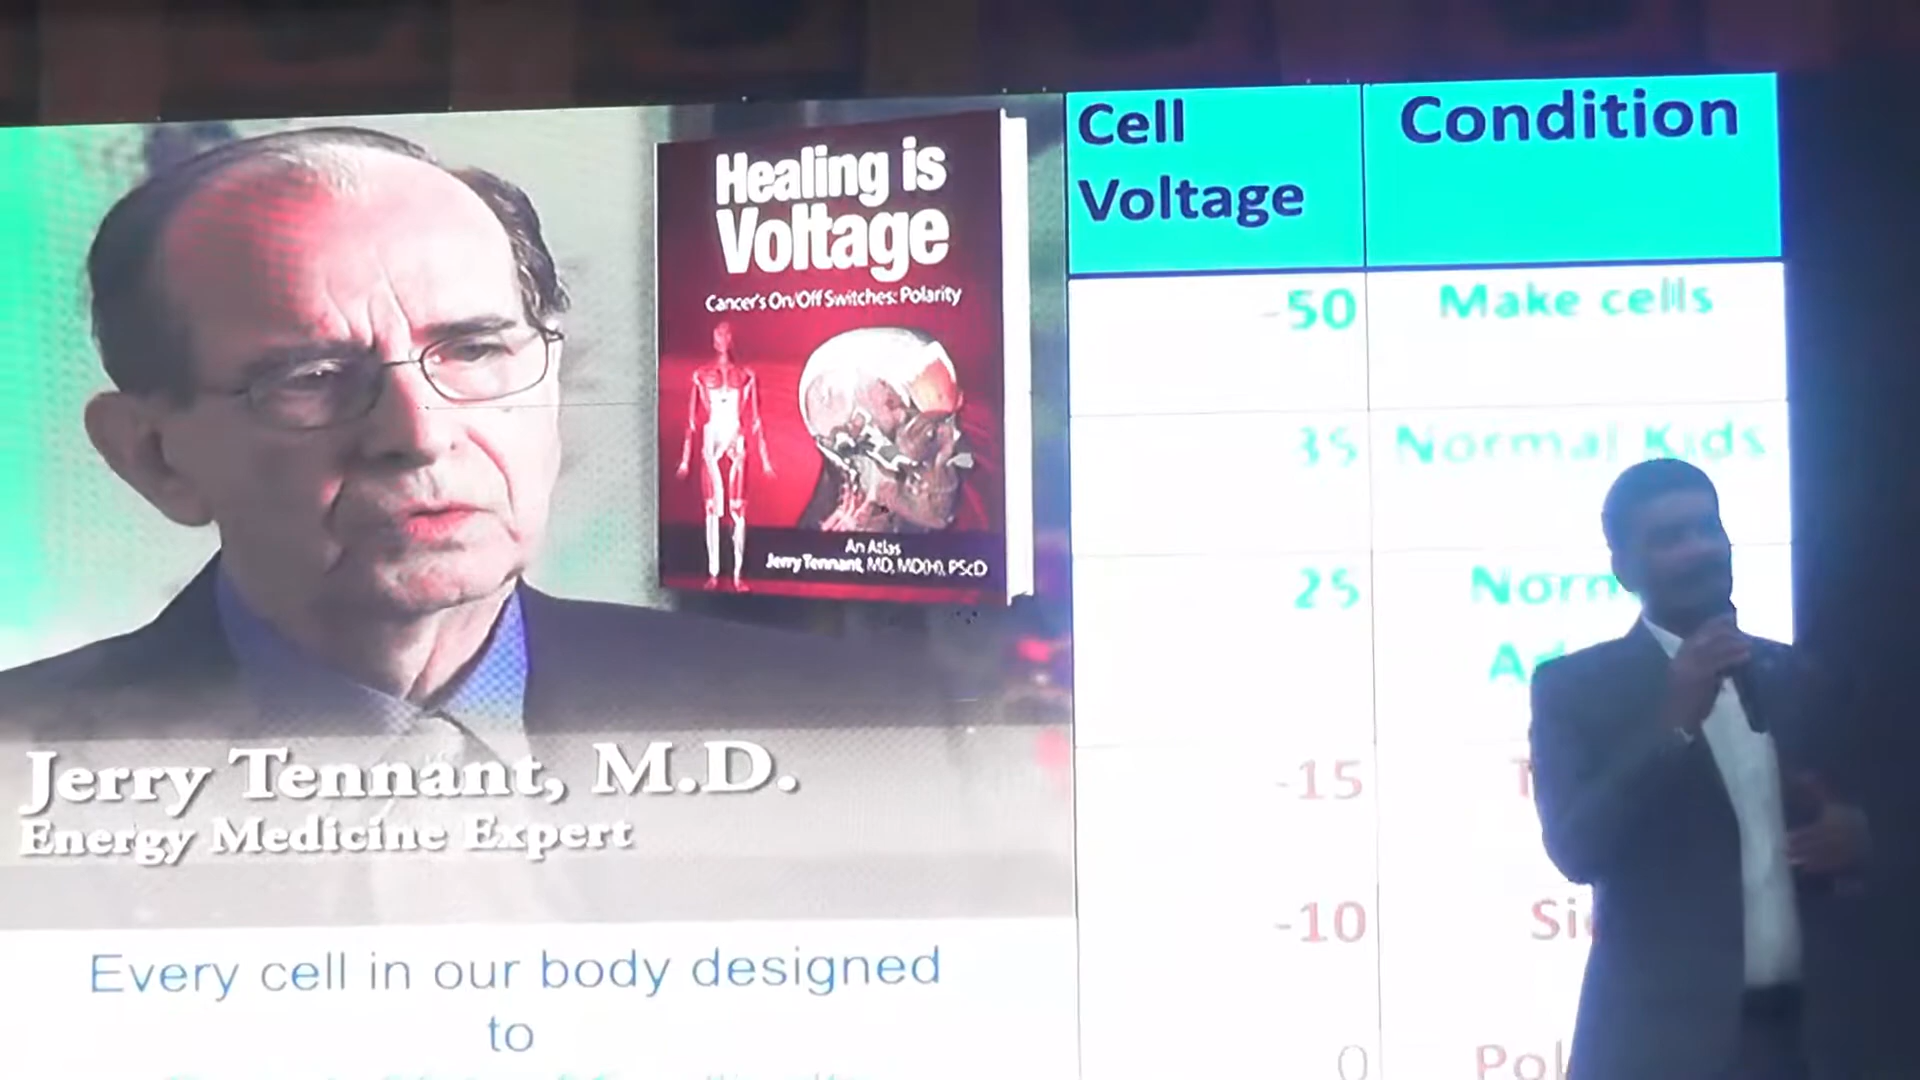 Healing is
Voltage
Cancer's On/Off Switches: Polarity
An Atlas
Jerry Tennant, MD, MD(H), PScD
Jerry Tennant, M.D.
Energy Medicine Expert
Every cell in our body designed
to
Cell Voltage
Condition
-50 Make cells
35 Normal Kids
25
-15
-10
0